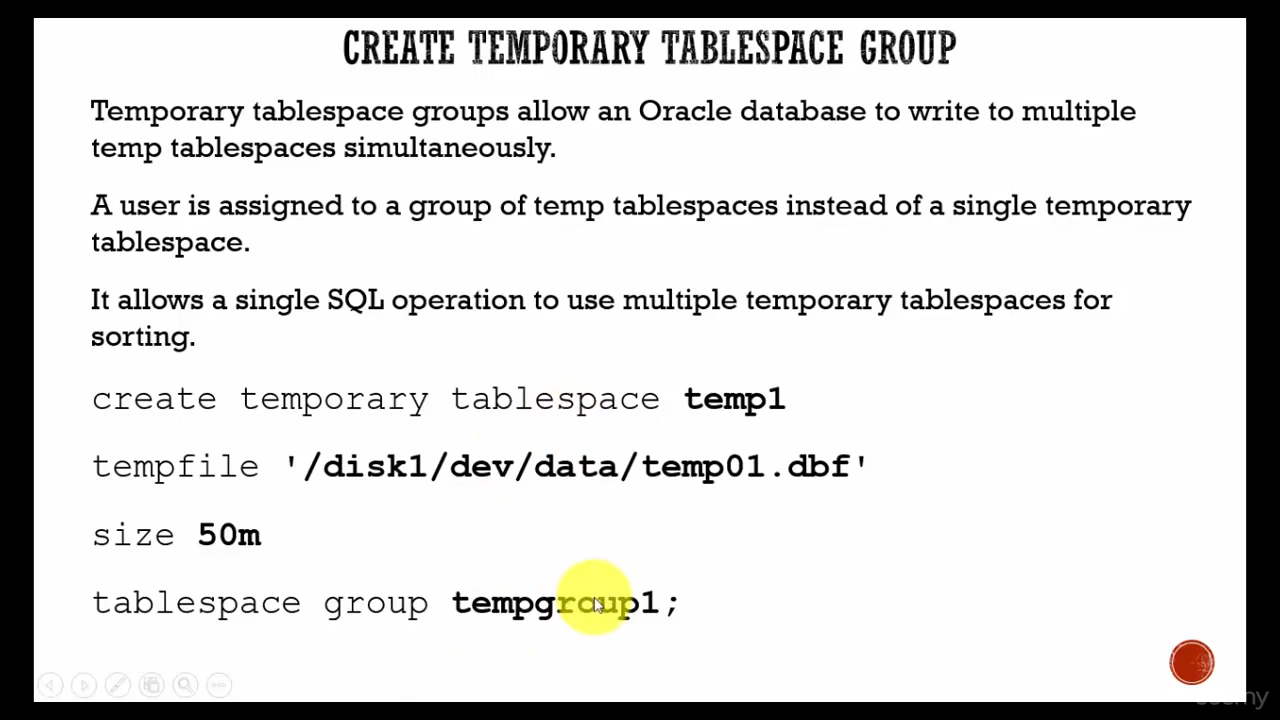 CREATE TEMPORARY TABLESPACE GROUP
Temporary tablespace groups allow an Oracle database to write to multiple
temp tablespaces simultaneously.
A user is assigned to a group of temp tablespaces instead of a single temporary
tablespace.
It allows a single SQL operation to use multiple temporary tablespaces for
sorting.
create temporary tablespace temp1
tempfile '/disk1/dev/data/temp01.dbf'
size 50m
tablespace group tempgroup1;